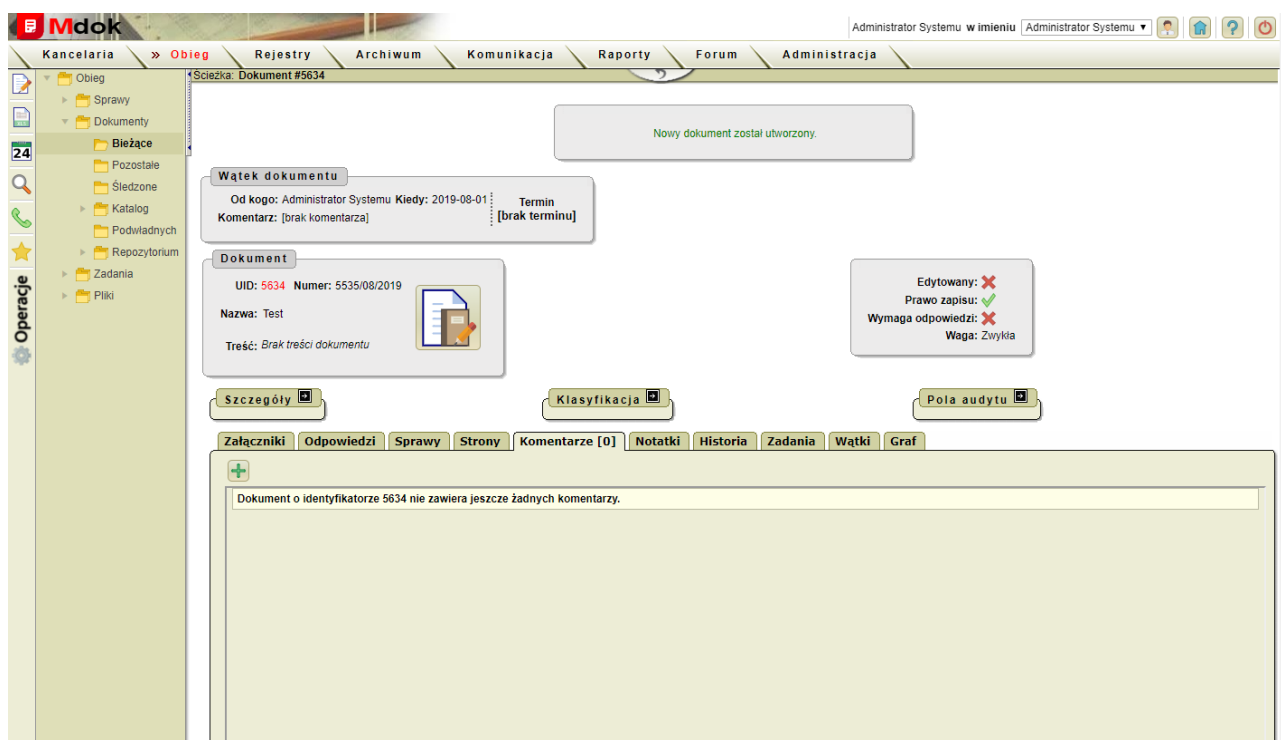 Mdok
Administrator Systemu w imieniu Administrator Systemu
Kancelaria » Obieg Rejestry Archiwum Komunikacja Raporty Forum Administracja
Obieg
Sprawy
Dokumenty
Bieżące
Pozostałe
Śledzone
Katalog
Podwładnych
Repozytorium
Zadania
Pliki
24
Operacje
Ścieżka: Dokument #5634
Nowy dokument został utworzony.
Wątek dokumentu
Od kogo: Administrator Systemu Kiedy: 2019-08-01
Komentarz: [brak komentarza]
Termin
[brak terminu]
Dokument
UID: 5634 Numer: 5535/08/2019
Nazwa: Test
Treść: Brak treści dokumentu
Edytowany:
Prawo zapisu:
Wymaga odpowiedzi:
Waga: Zwykła
Szczegóły
Klasyfikacja
Pola audytu
Załączniki Odpowiedzi Sprawy Strony Komentarze [0] Notatki Historia Zadania Wątki Graf
Dokument o identyfikatorze 5634 nie zawiera jeszcze żadnych komentarzy.